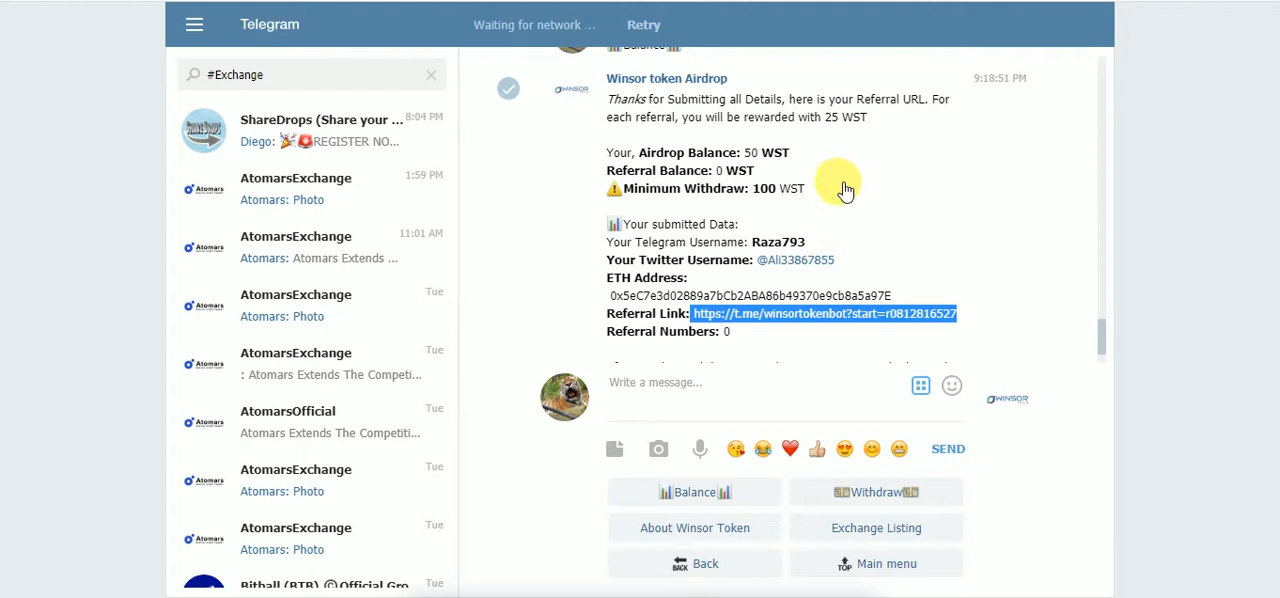 Telegram
Waiting for network ...
Retry
#Exchange
ShareDrops (Share your ...
8:04 PM
Diego: 🎉🚨REGISTER NO...
AtomarsExchange
1:59 PM
Atomars: Photo
AtomarsExchange
11:01 AM
Atomars: Atomars Extends ...
AtomarsExchange
Tue
Atomars: Photo
AtomarsExchange
Tue
: Atomars Extends The Competi...
AtomarsOfficial
Tue
Atomars Extends The Competiti...
AtomarsExchange
Tue
Atomars: Photo
AtomarsExchange
Tue
Atomars: Photo
Bitball (BTB) ©Official Gro...
Tue
📊Balance📊
Winsor token Airdrop
9:18:51 PM
Thanks for Submitting all Details, here is your Referral URL. For
each referral, you will be rewarded with 25 WST
Your, Airdrop Balance: 50 WST
Referral Balance: 0 WST
⚠️Minimum Withdraw: 100 WST
📊Your submitted Data:
Your Telegram Username: Raza793
Your Twitter Username: @Ali33867855
ETH Address:
0x5eC7e3d02889a7bCb2ABA86b49370e9cb8a5a97E
Referral Link: https://t.me/winsortokenbot?start=r0812816527
Referral Numbers: 0
Write a message...
WINSOR
SEND
📊Balance📊
💵Withdraw💵
About Winsor Token
Exchange Listing
🔙 Back
🔝 Main menu